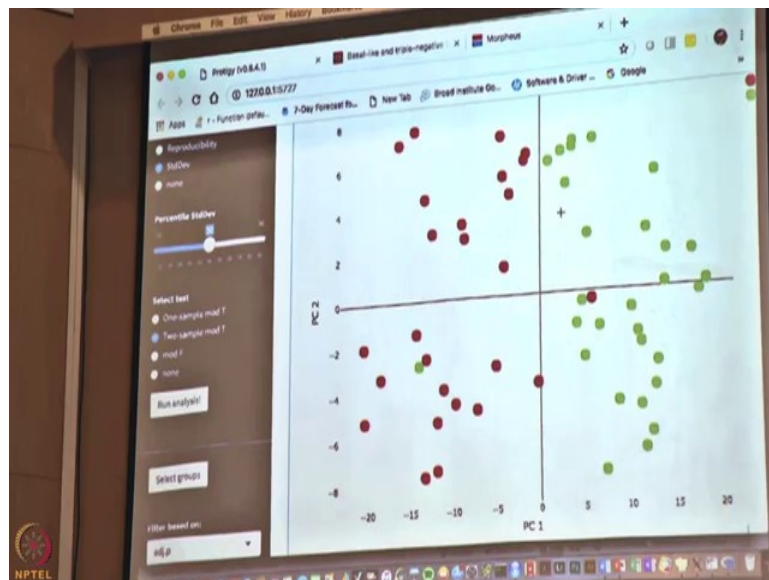 Chrome File Edit View History
Protigy (v0.8.4.1)
Basal-like and triple-negativ
Morpheus
127.0.0.1:5727
Apps
r - Function defau...
7-Day Forecast fo...
New Tab
Broad Institute Go...
Software & Driver ...
Google
Reproducibility
StdDev
none
Percentile StdDev
Select test
One-sample mod T
Two-sample mod T
mod F
none
Run analysis!
Select groups
Filter based on:
adj.p
PC 2
8
6
4
2
0
−2
−4
−6
−8
−20 −15 −10 −5 0 5 10 15 20
PC 1
NPTEL